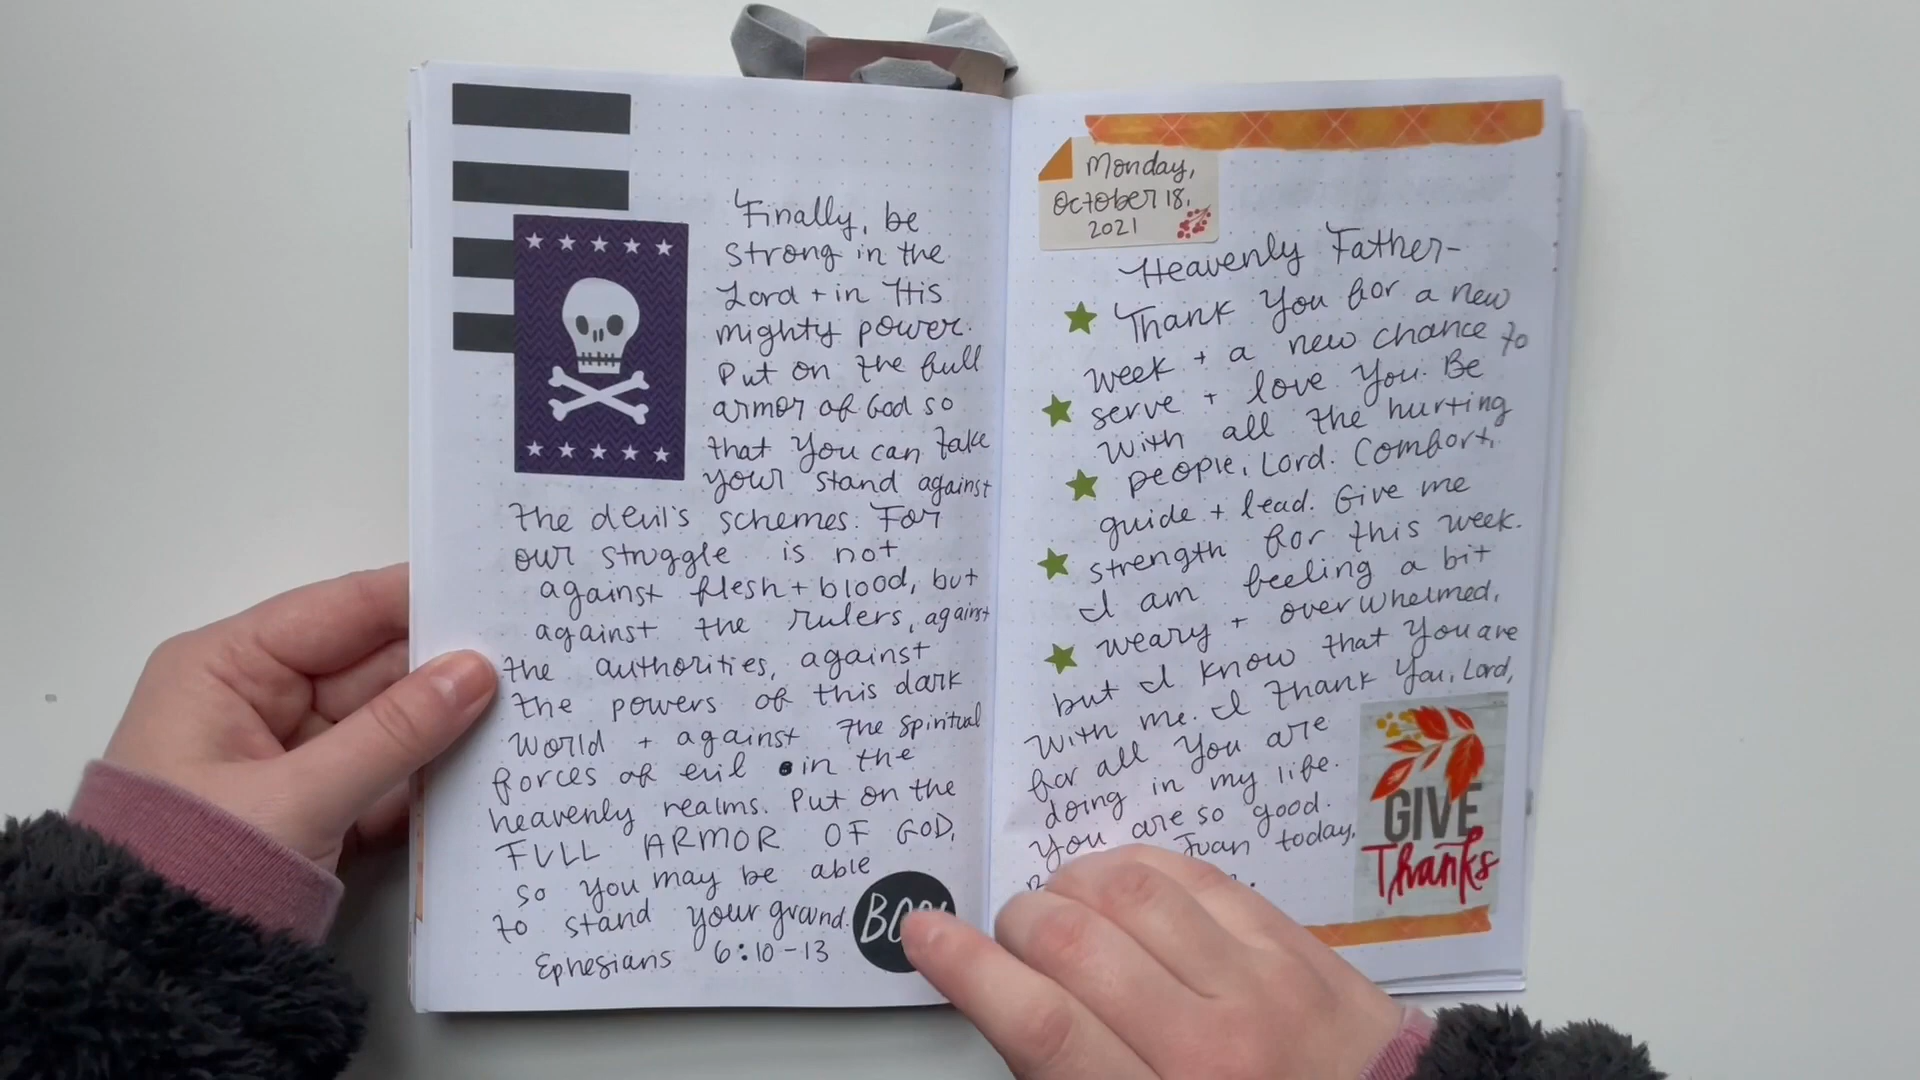 Finally, be
strong in the
Lord + in His
mighty power.
Put on the full
armor of God so
that you can take
your stand against
the devil's schemes. For
our struggle is not
against flesh + blood, but
against the rulers, against
the authorities, against
the powers of this dark
world + against the spiritual
forces of evil in the
heavenly realms. Put on the
FULL ARMOR OF GOD,
so you may be able
to stand your ground.
Ephesians 6:10-13
Monday,
October 18,
2021
Heavenly Father-
Thank You for a new
week + a new chance to
serve + love You. Be
with all the hurting
people, Lord. Comfort,
guide + lead. Give me
strength for this week.
I am feeling a bit
weary + overwhelmed,
but I know that You are
with me. I thank You, Lord,
for all You are
doing in my life.
You are so good.
Juan today,
GIVE
Thanks